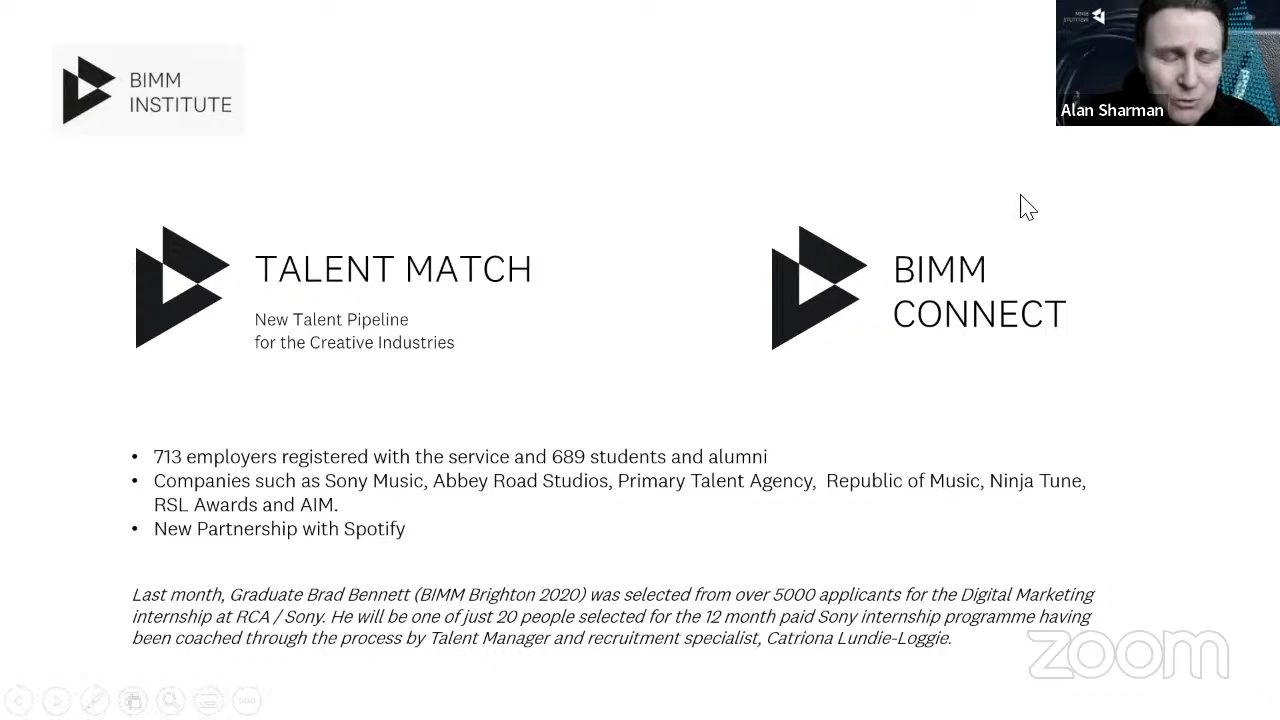 BIMM
INSTITUTE
Alan Sharman
TALENT MATCH
New Talent Pipeline
for the Creative Industries
BIMM
CONNECT
• 713 employers registered with the service and 689 students and alumni
• Companies such as Sony Music, Abbey Road Studios, Primary Talent Agency, Republic of Music, Ninja Tune,
RSL Awards and AIM.
• New Partnership with Spotify
Last month, Graduate Brad Bennett (BIMM Brighton 2020) was selected from over 5000 applicants for the Digital Marketing
internship at RCA / Sony. He will be one of just 20 people selected for the 12 month paid Sony internship programme having
been coached through the process by Talent Manager and recruitment specialist, Catriona Lundie-Loggie.
zoom